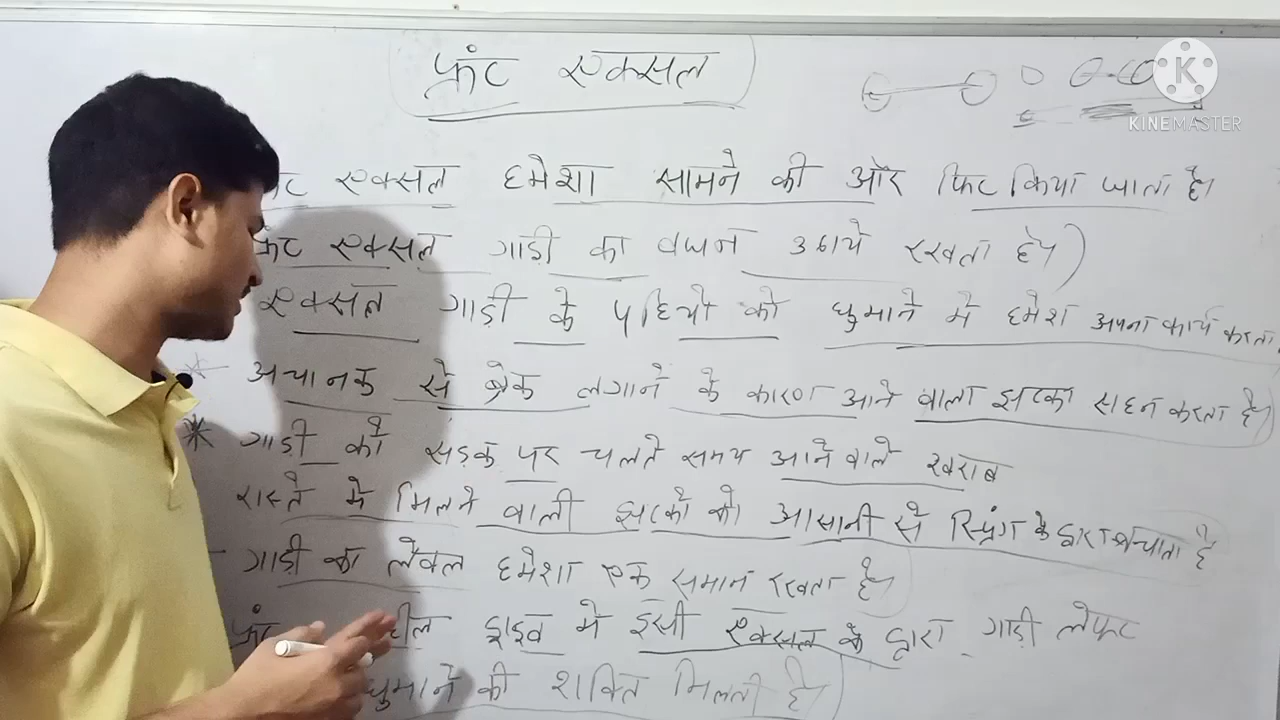 फ्रंट एक्सल
KINEMASTER
एक्सल हमेशा सामने की ओर फिट किया जाता है।
फ्रंट एक्सल गाडी का वजन उठाये रखता है।
एक्सल गाड़ी के पहियो को घुमाने मे हमेश अपना कार्य करता
* अचानक से ब्रेक लगाने के कारण आने वाला झटका सहन करता है।
* गाड़ी को सड़क पर चलते समय आने वाले खराब
रास्ते मे मिलने वाली झटको को आसानी से स्प्रिंग के द्वारा बचाता है
गाड़ी का लेवल हमेशा एक समान रखता है।
फ्रंट ड्राइव मे इसी एक्सल के द्वारा गाड़ी लेफ्ट
घुमाने की शक्ति मिलती है।